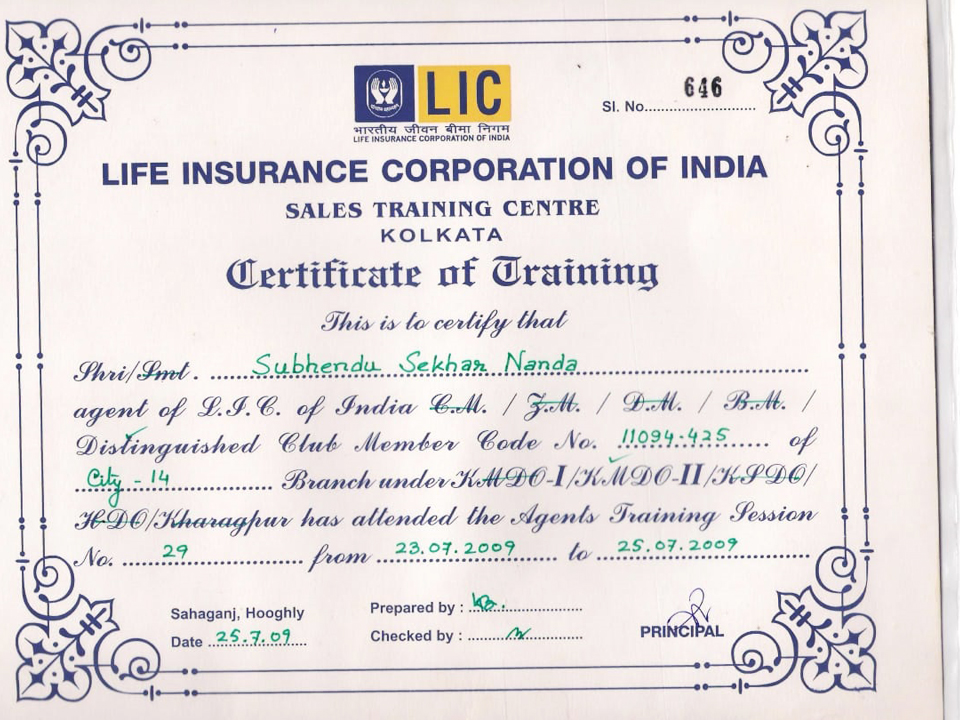 LIC
Sl. No. 646
भारतीय जीवन बीमा निगम
LIFE INSURANCE CORPORATION OF INDIA
LIFE INSURANCE CORPORATION OF INDIA
SALES TRAINING CENTRE
KOLKATA
Certificate of Training
This is to certify that
Shri/Smt. Subhendu Sekhar Nanda
agent of L.I.C. of India C.M. / Z.M. / D.M. / B.M. /
Distinguished Club Member Code No. 11094-425 of
City - 14 Branch under KMDO-I/KMDO-II/KSDO/
HDO/Kharagpur has attended the Agents Training Session
No. 29 from 23.07.2009 to 25.07.2009
Sahaganj, Hooghly
Prepared by :
Date 25.7.09
Checked by :
PRINCIPAL